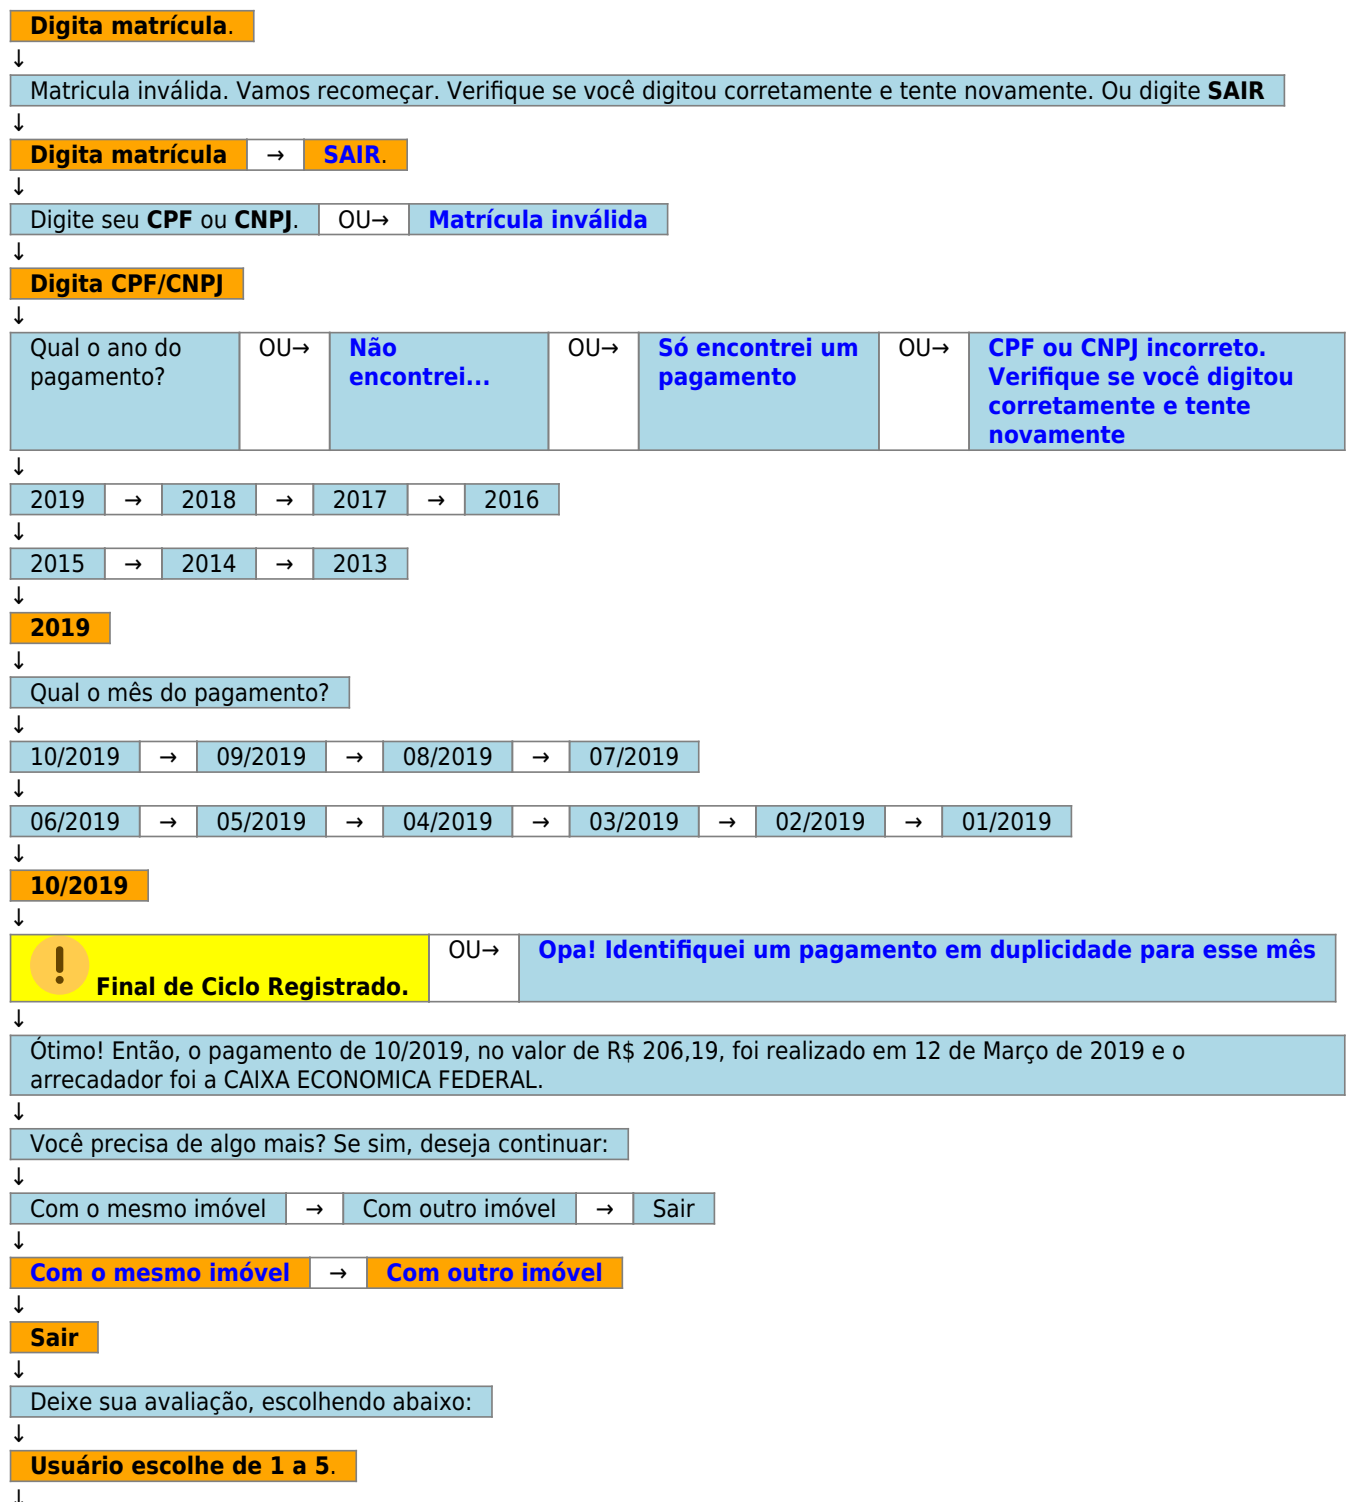 Digita matrícula.
↓
Matricula inválida. Vamos recomeçar. Verifique se você digitou corretamente e tente novamente. Ou digite SAIR
↓
Digita matrícula → SAIR.
↓
Digite seu CPF ou CNPJ. OU→ Matrícula inválida
↓
Digita CPF/CNPJ
↓
Qual o ano do OU→ Não OU→ Só encontrei um OU→ CPF ou CNPJ incorreto.
pagamento? encontrei... pagamento Verifique se você digitou
corretamente e tente
novamente
↓
2019 → 2018 → 2017 → 2016
↓
2015 → 2014 → 2013
↓
2019
↓
Qual o mês do pagamento?
↓
10/2019 → 09/2019 → 08/2019 → 07/2019
↓
06/2019 → 05/2019 → 04/2019 → 03/2019 → 02/2019 → 01/2019
↓
10/2019
↓
! OU→ Opa! Identifiquei um pagamento em duplicidade para esse mês
Final de Ciclo Registrado.
↓
Ótimo! Então, o pagamento de 10/2019, no valor de R$ 206,19, foi realizado em 12 de Março de 2019 e o
arrecadador foi a CAIXA ECONOMICA FEDERAL.
↓
Você precisa de algo mais? Se sim, deseja continuar:
↓
Com o mesmo imóvel → Com outro imóvel → Sair
↓
Com o mesmo imóvel → Com outro imóvel
↓
Sair
↓
Deixe sua avaliação, escolhendo abaixo:
↓
Usuário escolhe de 1 a 5.
↓